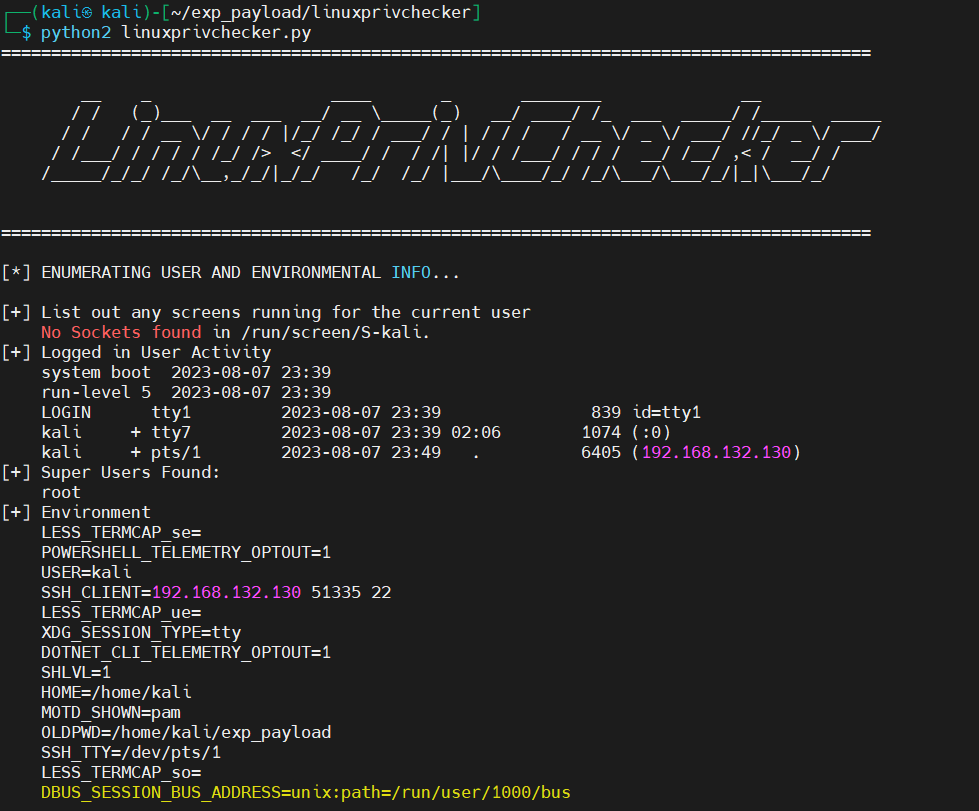 ┌──(kali㉿ kali)-[~/exp_payload/linuxprivchecker]
└─$ python2 linuxprivchecker.py
LinuxPrivChecker
[*] ENUMERATING USER AND ENVIRONMENTAL INFO...
[+] List out any screens running for the current user
No Sockets found in /run/screen/S-kali.
[+] Logged in User Activity
system boot  2023-08-07 23:39
run-level 5  2023-08-07 23:39
LOGIN      tty1         2023-08-07 23:39               839 id=tty1
kali     + tty7         2023-08-07 23:39 02:06        1074 (:0)
kali     + pts/1        2023-08-07 23:49   .          6405 (192.168.132.130)
[+] Super Users Found:
root
[+] Environment
LESS_TERMCAP_se=
POWERSHELL_TELEMETRY_OPTOUT=1
USER=kali
SSH_CLIENT=192.168.132.130 51335 22
LESS_TERMCAP_ue=
XDG_SESSION_TYPE=tty
DOTNET_CLI_TELEMETRY_OPTOUT=1
SHLVL=1
HOME=/home/kali
MOTD_SHOWN=pam
OLDPWD=/home/kali/exp_payload
SSH_TTY=/dev/pts/1
LESS_TERMCAP_so=
DBUS_SESSION_BUS_ADDRESS=unix:path=/run/user/1000/bus